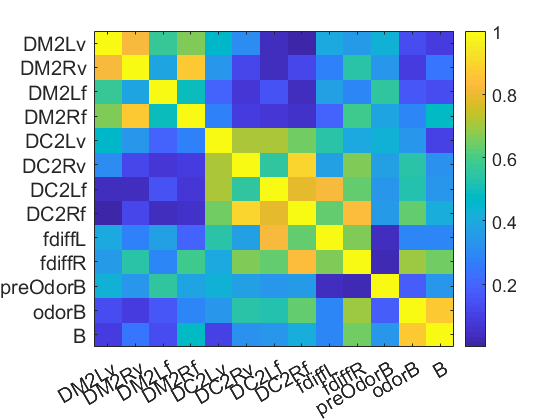 DM2Lv
DM2Rv
DM2Lf
DM2Rf
DC2Lv
DC2Rv
DC2Lf
DC2Rf
fdiffL
fdiffR
preOdorB
odorB
B
DM2Lv
DM2Rv
DM2Lf
DM2Rf
DC2Lv
DC2Rv
DC2Lf
DC2Rf
fdiffL
fdiffR
preOdorB
odorB
B
1
0.8
0.6
0.4
0.2